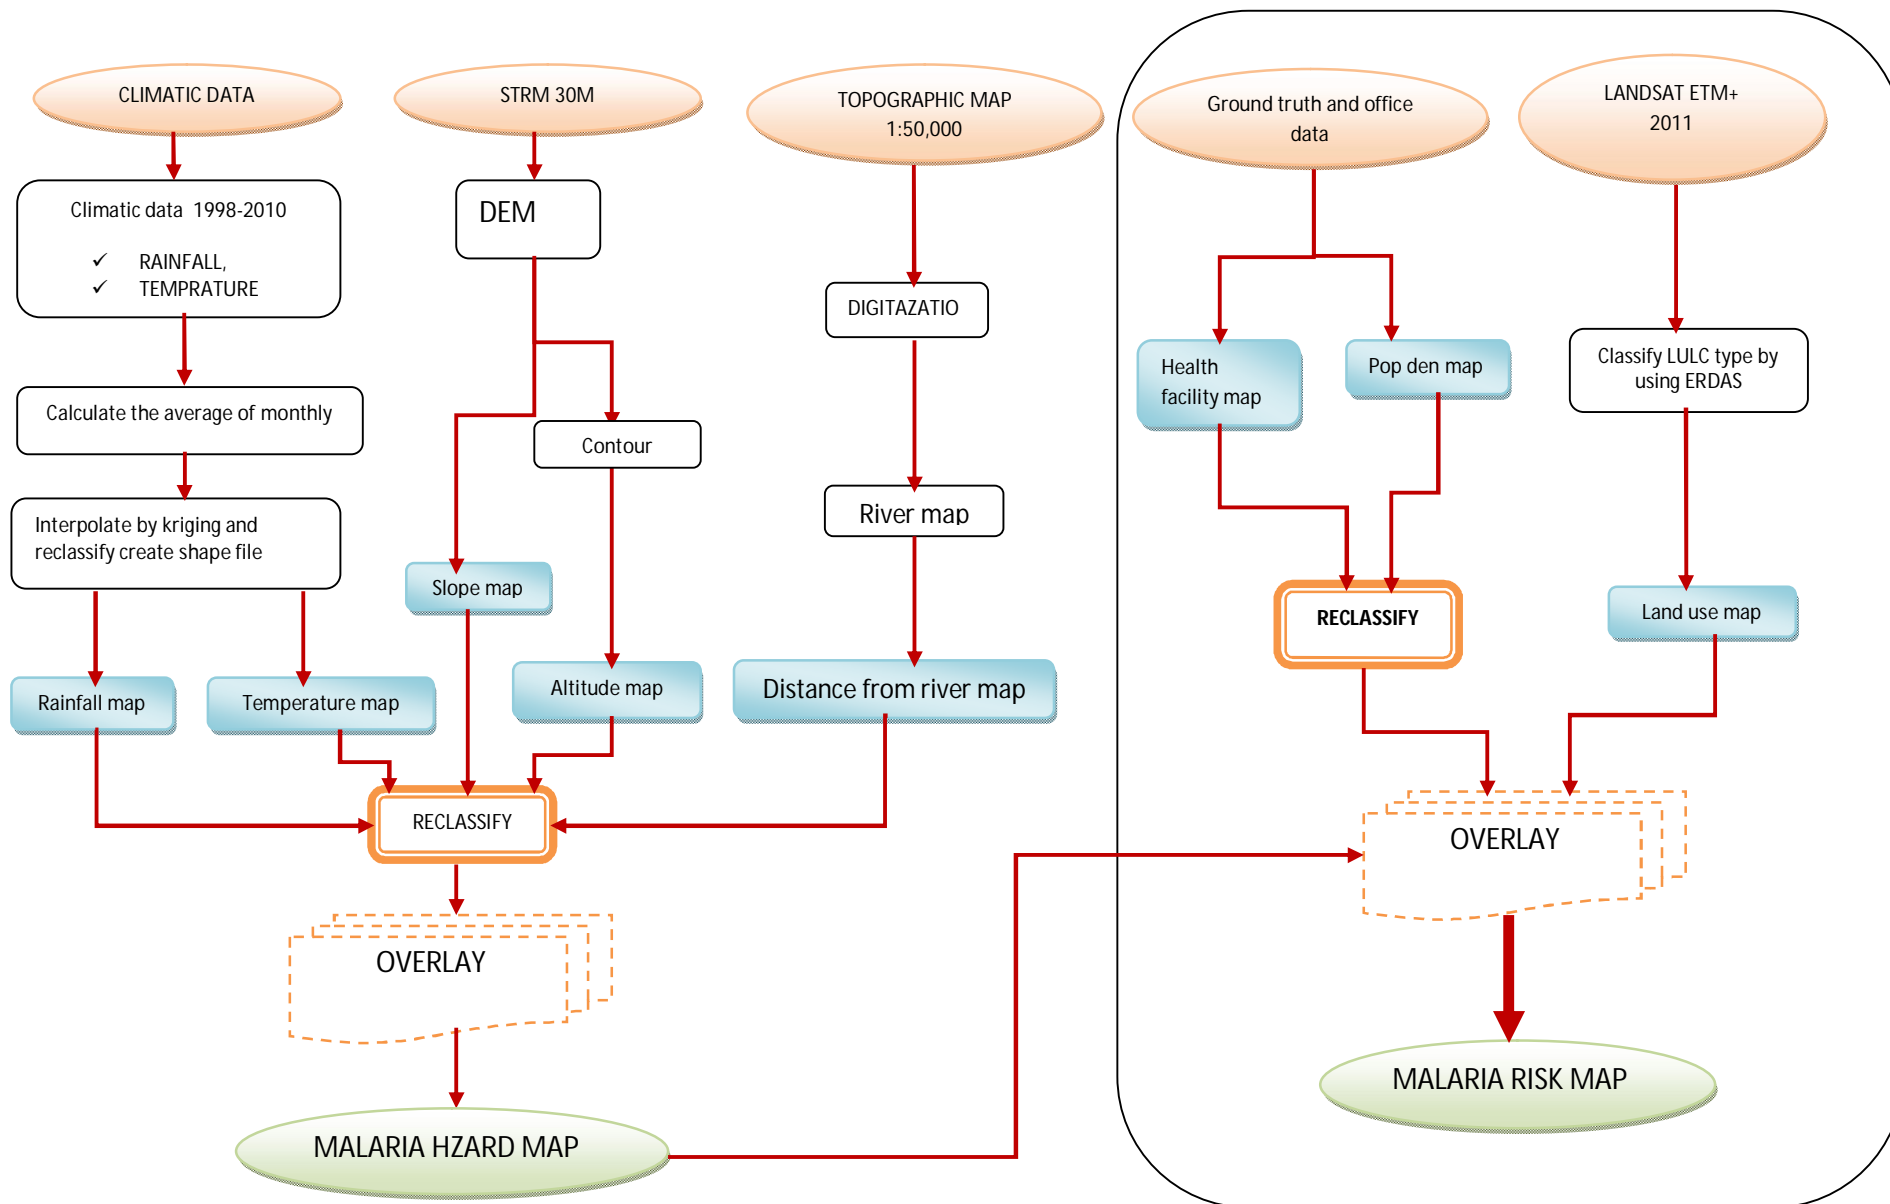 CLIMATIC DATA
STRM 30M
TOPOGRAPHIC MAP
1:50,000
Ground truth and office
data
LANDSAT ETM+
2011
Climatic data 1998-2010
✓ RAINFALL,
✓ TEMPRATURE
DEM
DIGITAZATIO
Health
facility map
Pop den map
Classify LULC type by
using ERDAS
Calculate the average of monthly
Contour
Interpolate by kriging and
reclassify create shape file
River map
Slope map
RECLASSIFY
Land use map
Rainfall map
Temperature map
Altitude map
Distance from river map
RECLASSIFY
OVERLAY
OVERLAY
MALARIA RISK MAP
MALARIA HZARD MAP